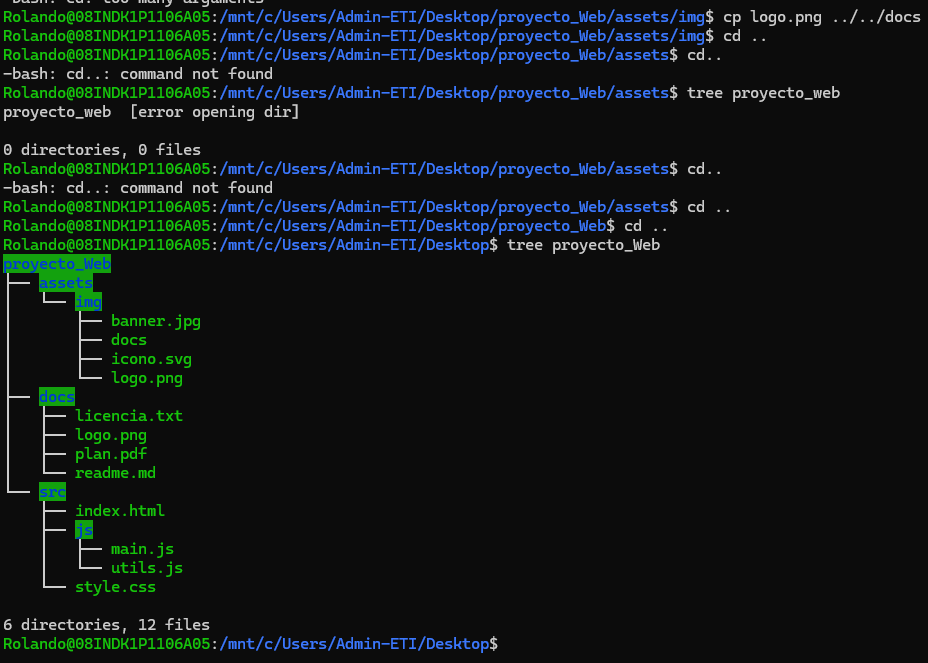 -bash: cd: too many arguments
Rolando@08INDK1P1106A05:/mnt/c/Users/Admin-ETI/Desktop/proyecto_Web/assets/img$ cp logo.png ../../docs
Rolando@08INDK1P1106A05:/mnt/c/Users/Admin-ETI/Desktop/proyecto_Web/assets/img$ cd ..
Rolando@08INDK1P1106A05:/mnt/c/Users/Admin-ETI/Desktop/proyecto_Web/assets$ cd..
-bash: cd..: command not found
Rolando@08INDK1P1106A05:/mnt/c/Users/Admin-ETI/Desktop/proyecto_Web/assets$ tree proyecto_web
proyecto_web  [error opening dir]

0 directories, 0 files
Rolando@08INDK1P1106A05:/mnt/c/Users/Admin-ETI/Desktop/proyecto_Web/assets$ cd..
-bash: cd..: command not found
Rolando@08INDK1P1106A05:/mnt/c/Users/Admin-ETI/Desktop/proyecto_Web/assets$ cd ..
Rolando@08INDK1P1106A05:/mnt/c/Users/Admin-ETI/Desktop/proyecto_Web$ cd ..
Rolando@08INDK1P1106A05:/mnt/c/Users/Admin-ETI/Desktop$ tree proyecto_Web
proyecto_Web
├── assets
│   └── img
│       ├── banner.jpg
│       ├── docs
│       ├── icono.svg
│       └── logo.png
├── docs
│   ├── licencia.txt
│   ├── logo.png
│   ├── plan.pdf
│   └── readme.md
└── src
    ├── index.html
    ├── js
    │   ├── main.js
    │   └── utils.js
    └── style.css

6 directories, 12 files
Rolando@08INDK1P1106A05:/mnt/c/Users/Admin-ETI/Desktop$